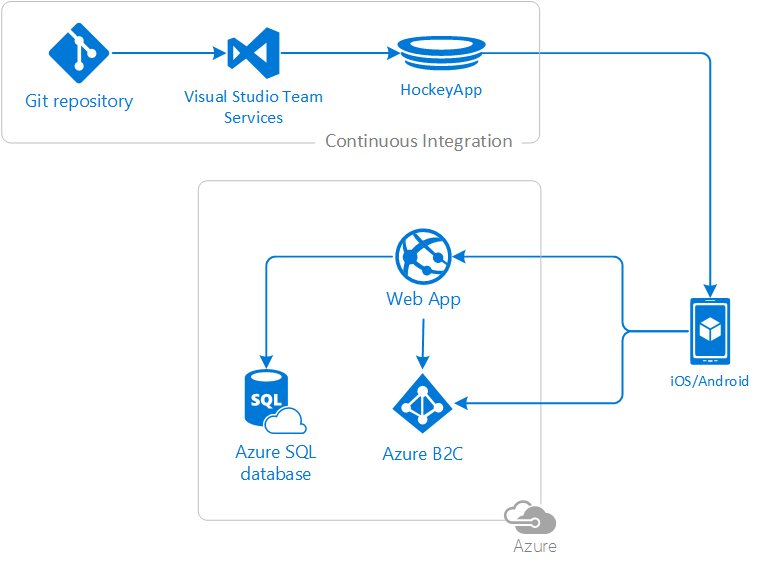 Git repository
Visual Studio Team
Services
HockeyApp
Continuous Integration
Web App
iOS/Android
SQL
Azure SQL
database
Azure B2C
Azure